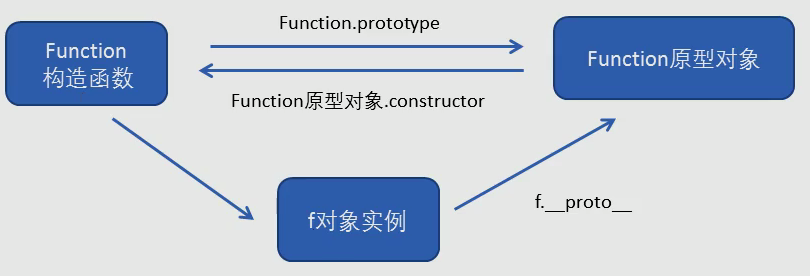 Function.prototype
Function
构造函数
Function原型对象
Function原型对象.constructor
f对象实例
f.__proto__